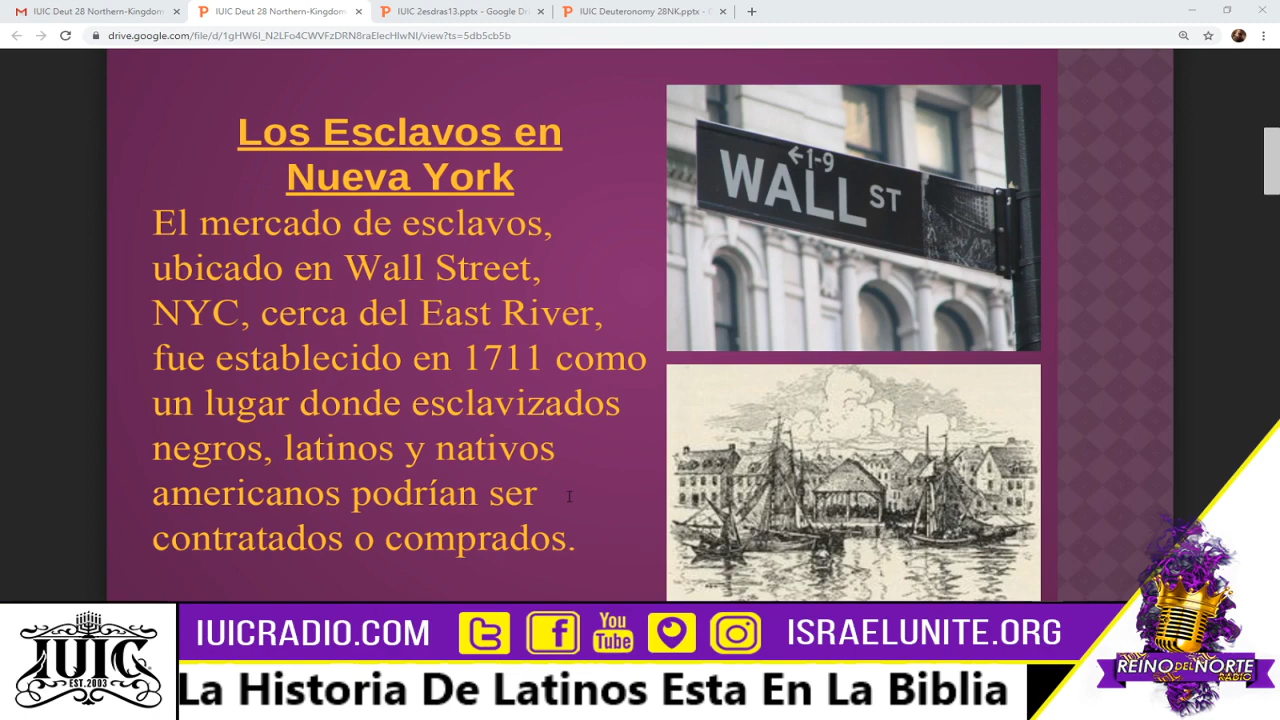 IUIC Deut 28 Northern-Kingdom
IUIC Deut 28 Northern-Kingdom
IUIC 2esdras13.pptx - Google Dr
IUIC Deuteronomy 28NK.pptx - G
drive.google.com/file/d/1gHW6l_N2LFo4CWVFzDRN8raElecHlwNI/view?ts=5db5cb5b
Los Esclavos en
Nueva York
El mercado de esclavos,
ubicado en Wall Street,
NYC, cerca del East River,
fue establecido en 1711 como
un lugar donde esclavizados
negros, latinos y nativos
americanos podrían ser
contratados o comprados.
←1-9
WALL ST
IUIC
EST. 2003
IUICRADIO.COM
You
Tube
ISRAELUNITE.ORG
REINO DEL NORTE
RADIO
La Historia De Latinos Esta En La Biblia